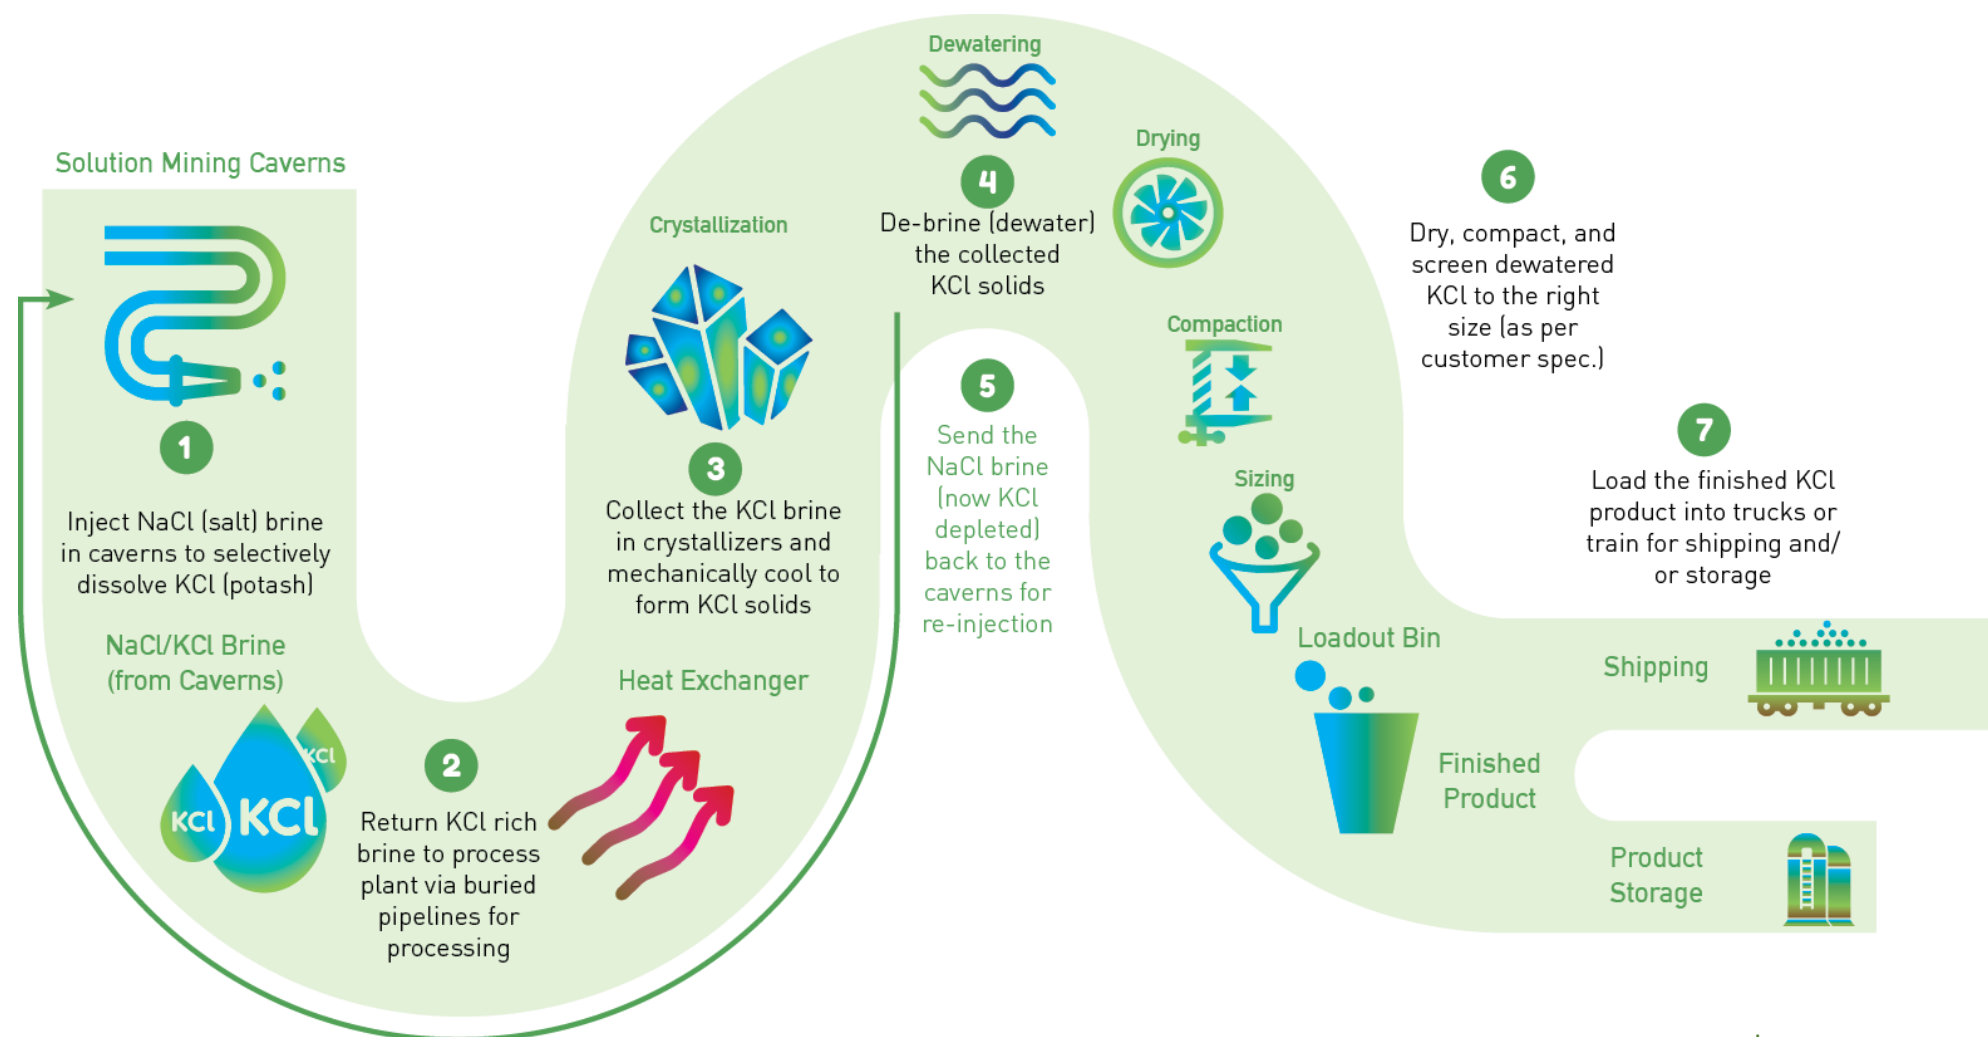 Solution Mining Caverns
1
Inject NaCl (salt) brine
in caverns to selectively
dissolve KCl (potash)
NaCl/KCl Brine
(from Caverns)
KCl
KCl
KCl
2
Return KCl rich
brine to process
plant via buried
pipelines for
processing
Heat Exchanger
Crystallization
3
Collect the KCl brine
in crystallizers and
mechanically cool to
form KCl solids
Dewatering
4
De-brine (dewater)
the collected
KCl solids
5
Send the
NaCl brine
(now KCl
depleted)
back to the
caverns for
re-injection
Drying
Compaction
Sizing
6
Dry, compact, and
screen dewatered
KCl to the right
size (as per
customer spec.)
Loadout Bin
Finished
Product
7
Load the finished KCl
product into trucks or
train for shipping and/
or storage
Shipping
Product
Storage